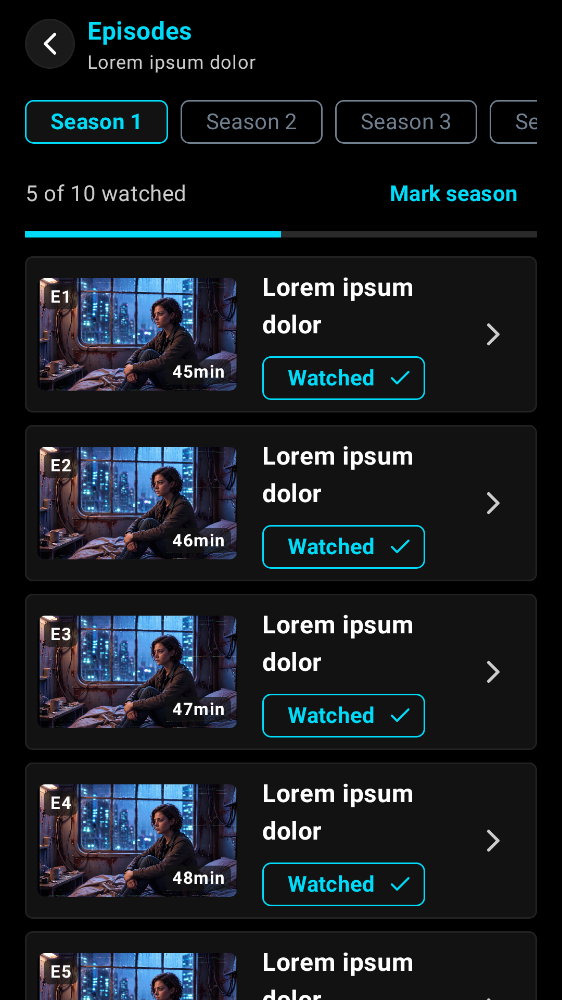 Episodes
Lorem ipsum dolor
Season 1
Season 2
Season 3
Se
5 of 10 watched
Mark season
E1
45min
Lorem ipsum
dolor
Watched
E2
46min
Lorem ipsum
dolor
Watched
E3
47min
Lorem ipsum
dolor
Watched
E4
48min
Lorem ipsum
dolor
Watched
E5
Lorem ipsum
dolor